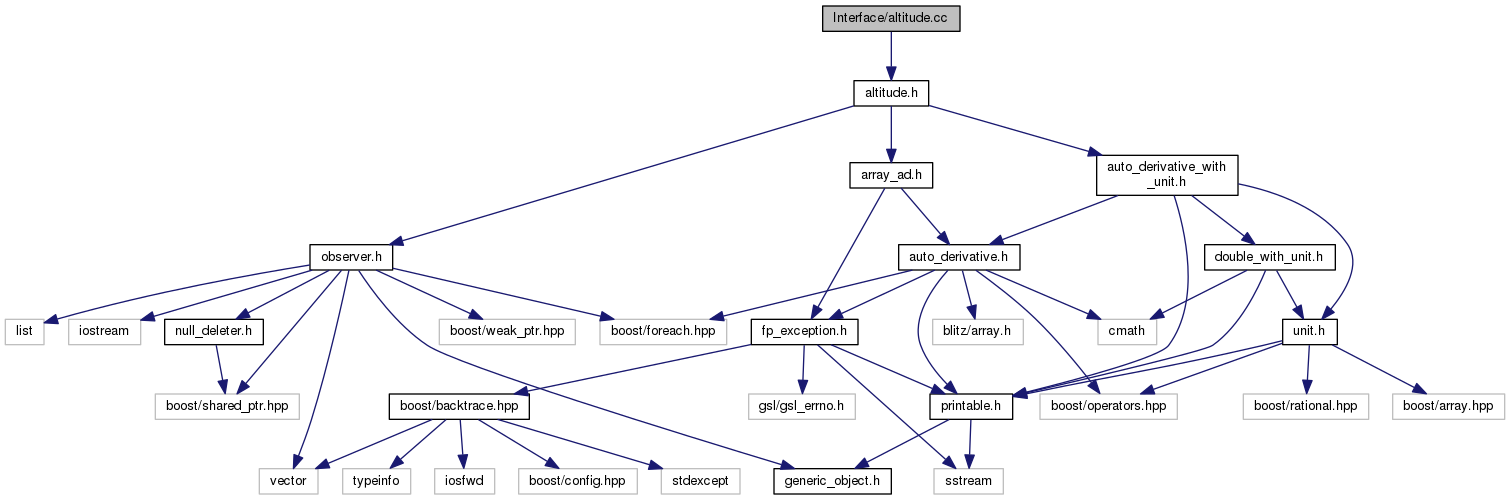 Interface/altitude.cc
altitude.h
array_ad.h
auto_derivative_with
_unit.h
observer.h
auto_derivative.h
double_with_unit.h
list
iostream
null_deleter.h
boost/weak_ptr.hpp
boost/foreach.hpp
fp_exception.h
blitz/array.h
cmath
unit.h
boost/shared_ptr.hpp
boost/backtrace.hpp
gsl/gsl_errno.h
printable.h
boost/operators.hpp
boost/rational.hpp
boost/array.hpp
vector
typeinfo
iosfwd
boost/config.hpp
stdexcept
generic_object.h
sstream